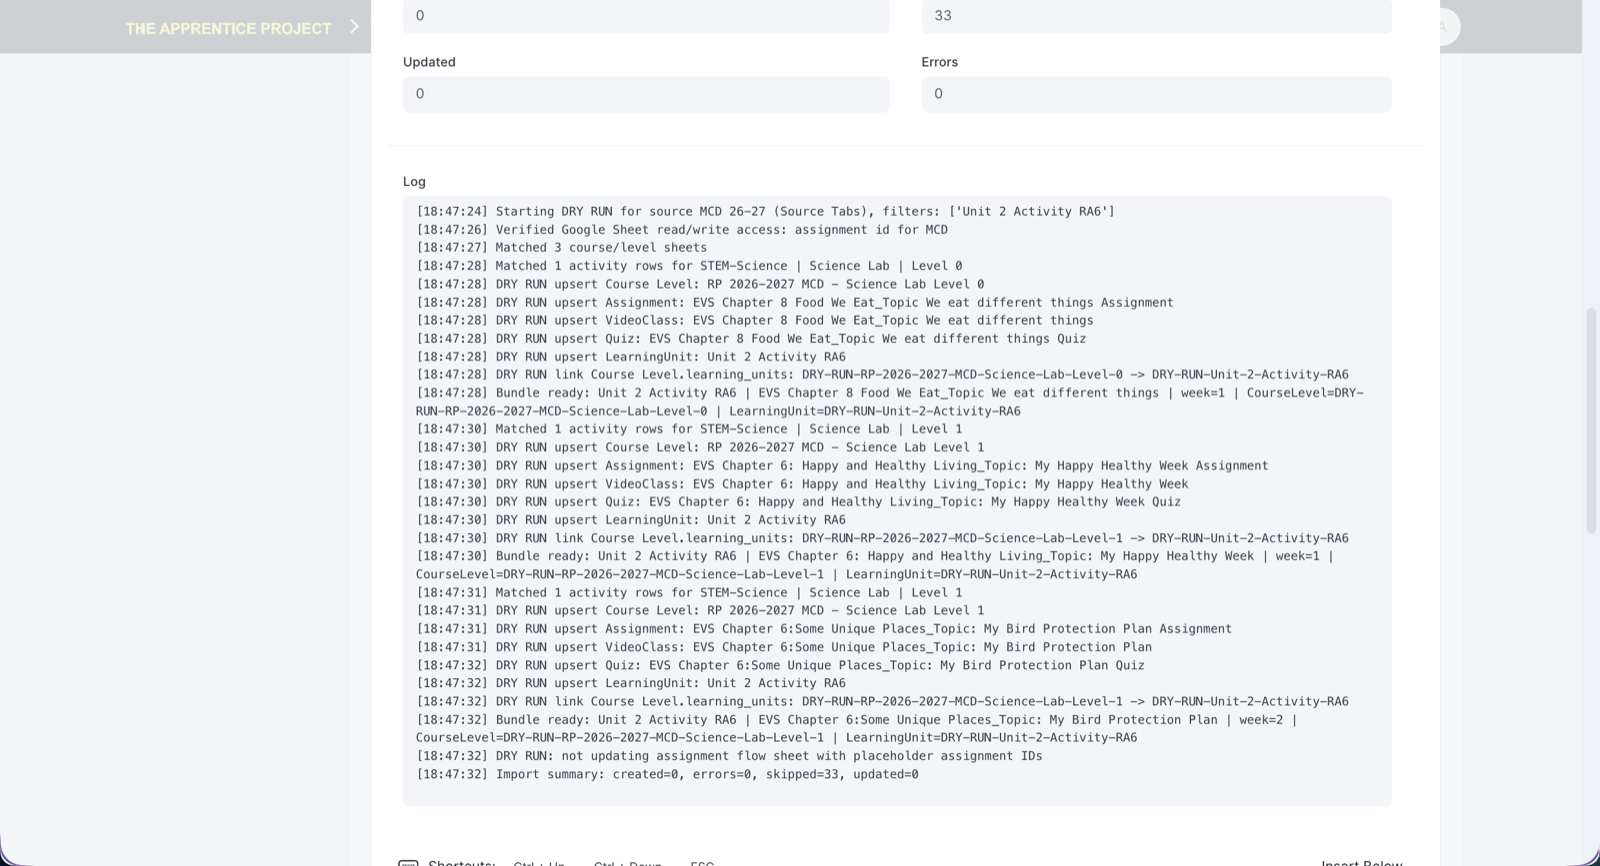 THE APPRENTICE PROJECT
A
0
33
Updated
Errors
0
0
Log
[18:47:24] Starting DRY RUN for source MCD 26-27 (Source Tabs), filters: ['Unit 2 Activity RA6']
[18:47:26] Verified Google Sheet read/write access: assignment id for MCD
[18:47:27] Matched 3 course/level sheets
[18:47:28] Matched 1 activity rows for STEM-Science | Science Lab | Level 0
[18:47:28] DRY RUN upsert Course Level: RP 2026-2027 MCD - Science Lab Level 0
[18:47:28] DRY RUN upsert Assignment: EVS Chapter 8 Food We Eat_Topic We eat different things Assignment
[18:47:28] DRY RUN upsert VideoClass: EVS Chapter 8 Food We Eat_Topic We eat different things
[18:47:28] DRY RUN upsert Quiz: EVS Chapter 8 Food We Eat_Topic We eat different things Quiz
[18:47:28] DRY RUN upsert LearningUnit: Unit 2 Activity RA6
[18:47:28] DRY RUN link Course Level.learning_units: DRY-RUN-RP-2026-2027-MCD-Science-Lab-Level-0 -> DRY-RUN-Unit-2-Activity-RA6
[18:47:28] Bundle ready: Unit 2 Activity RA6 | EVS Chapter 8 Food We Eat_Topic We eat different things | week=1 | CourseLevel=DRY-
RUN-RP-2026-2027-MCD-Science-Lab-Level-0 | LearningUnit=DRY-RUN-Unit-2-Activity-RA6
[18:47:30] Matched 1 activity rows for STEM-Science | Science Lab | Level 1
[18:47:30] DRY RUN upsert Course Level: RP 2026-2027 MCD - Science Lab Level 1
[18:47:30] DRY RUN upsert Assignment: EVS Chapter 6: Happy and Healthy Living_Topic: My Happy Healthy Week Assignment
[18:47:30] DRY RUN upsert VideoClass: EVS Chapter 6: Happy and Healthy Living_Topic: My Happy Healthy Week
[18:47:30] DRY RUN upsert Quiz: EVS Chapter 6: Happy and Healthy Living_Topic: My Happy Healthy Week Quiz
[18:47:30] DRY RUN upsert LearningUnit: Unit 2 Activity RA6
[18:47:30] DRY RUN link Course Level.learning_units: DRY-RUN-RP-2026-2027-MCD-Science-Lab-Level-1 -> DRY-RUN-Unit-2-Activity-RA6
[18:47:30] Bundle ready: Unit 2 Activity RA6 | EVS Chapter 6: Happy and Healthy Living_Topic: My Happy Healthy Week | week=1 |
CourseLevel=DRY-RUN-RP-2026-2027-MCD-Science-Lab-Level-1 | LearningUnit=DRY-RUN-Unit-2-Activity-RA6
[18:47:31] Matched 1 activity rows for STEM-Science | Science Lab | Level 1
[18:47:31] DRY RUN upsert Course Level: RP 2026-2027 MCD - Science Lab Level 1
[18:47:31] DRY RUN upsert Assignment: EVS Chapter 6:Some Unique Places_Topic: My Bird Protection Plan Assignment
[18:47:31] DRY RUN upsert VideoClass: EVS Chapter 6:Some Unique Places_Topic: My Bird Protection Plan
[18:47:32] DRY RUN upsert Quiz: EVS Chapter 6:Some Unique Places_Topic: My Bird Protection Plan Quiz
[18:47:32] DRY RUN upsert LearningUnit: Unit 2 Activity RA6
[18:47:32] DRY RUN link Course Level.learning_units: DRY-RUN-RP-2026-2027-MCD-Science-Lab-Level-1 -> DRY-RUN-Unit-2-Activity-RA6
[18:47:32] Bundle ready: Unit 2 Activity RA6 | EVS Chapter 6:Some Unique Places_Topic: My Bird Protection Plan | week=2 |
CourseLevel=DRY-RUN-RP-2026-2027-MCD-Science-Lab-Level-1 | LearningUnit=DRY-RUN-Unit-2-Activity-RA6
[18:47:32] DRY RUN: not updating assignment flow sheet with placeholder assignment IDs
[18:47:32] Import summary: created=0, errors=0, skipped=33, updated=0
Shortcuts: Ctrl + Up Ctrl + Down ESC Insert Below